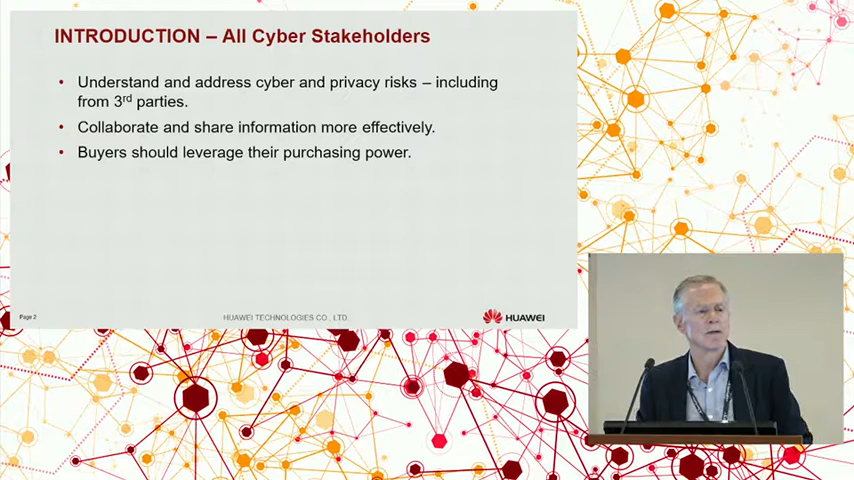 INTRODUCTION – All Cyber Stakeholders
• Understand and address cyber and privacy risks – including
from 3rd parties.
• Collaborate and share information more effectively.
• Buyers should leverage their purchasing power.
Page 2
HUAWEI TECHNOLOGIES CO., LTD.
HUAWEI